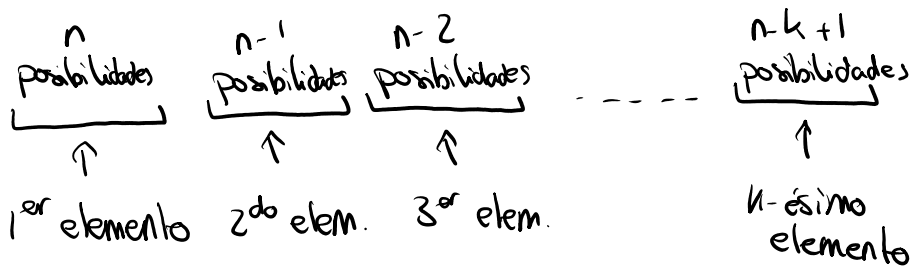 n
posibilidades
n-1
posibilidades
n-2
posibilidades
-----
n-k+1
posibilidades
1er elemento
2do elem.
3er elem.
k-ésimo
elemento